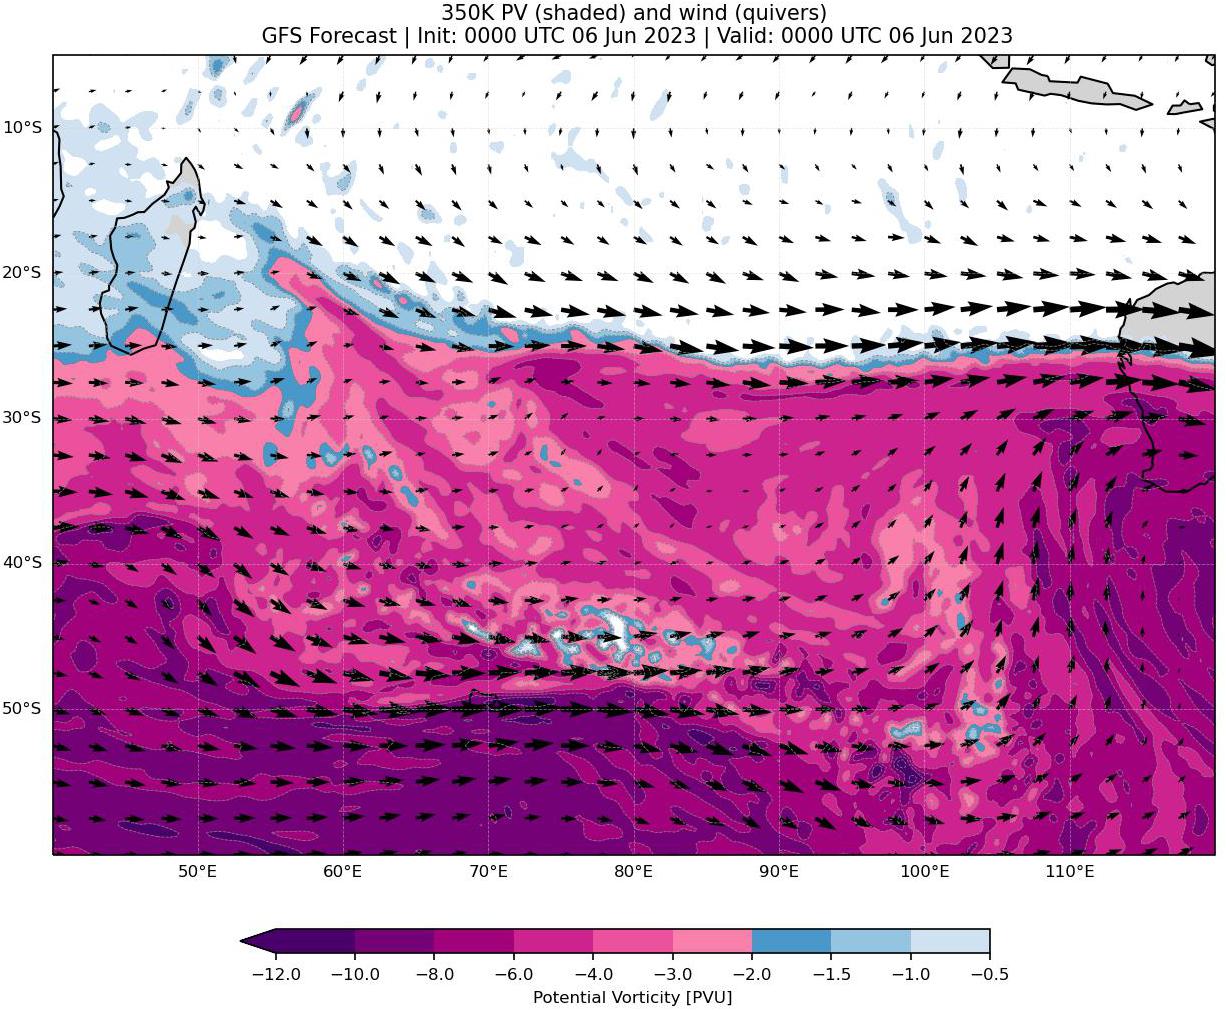 350K PV (shaded) and wind (quivers)
GFS Forecast | Init: 0000 UTC 06 Jun 2023 | Valid: 0000 UTC 06 Jun 2023
10°S
20°S
30°S
40°S
50°S
50°E 60°E 70°E 80°E 90°E 100°E 110°E
−12.0 −10.0 −8.0 −6.0 −4.0 −3.0 −2.0 −1.5 −1.0 −0.5
Potential Vorticity [PVU]